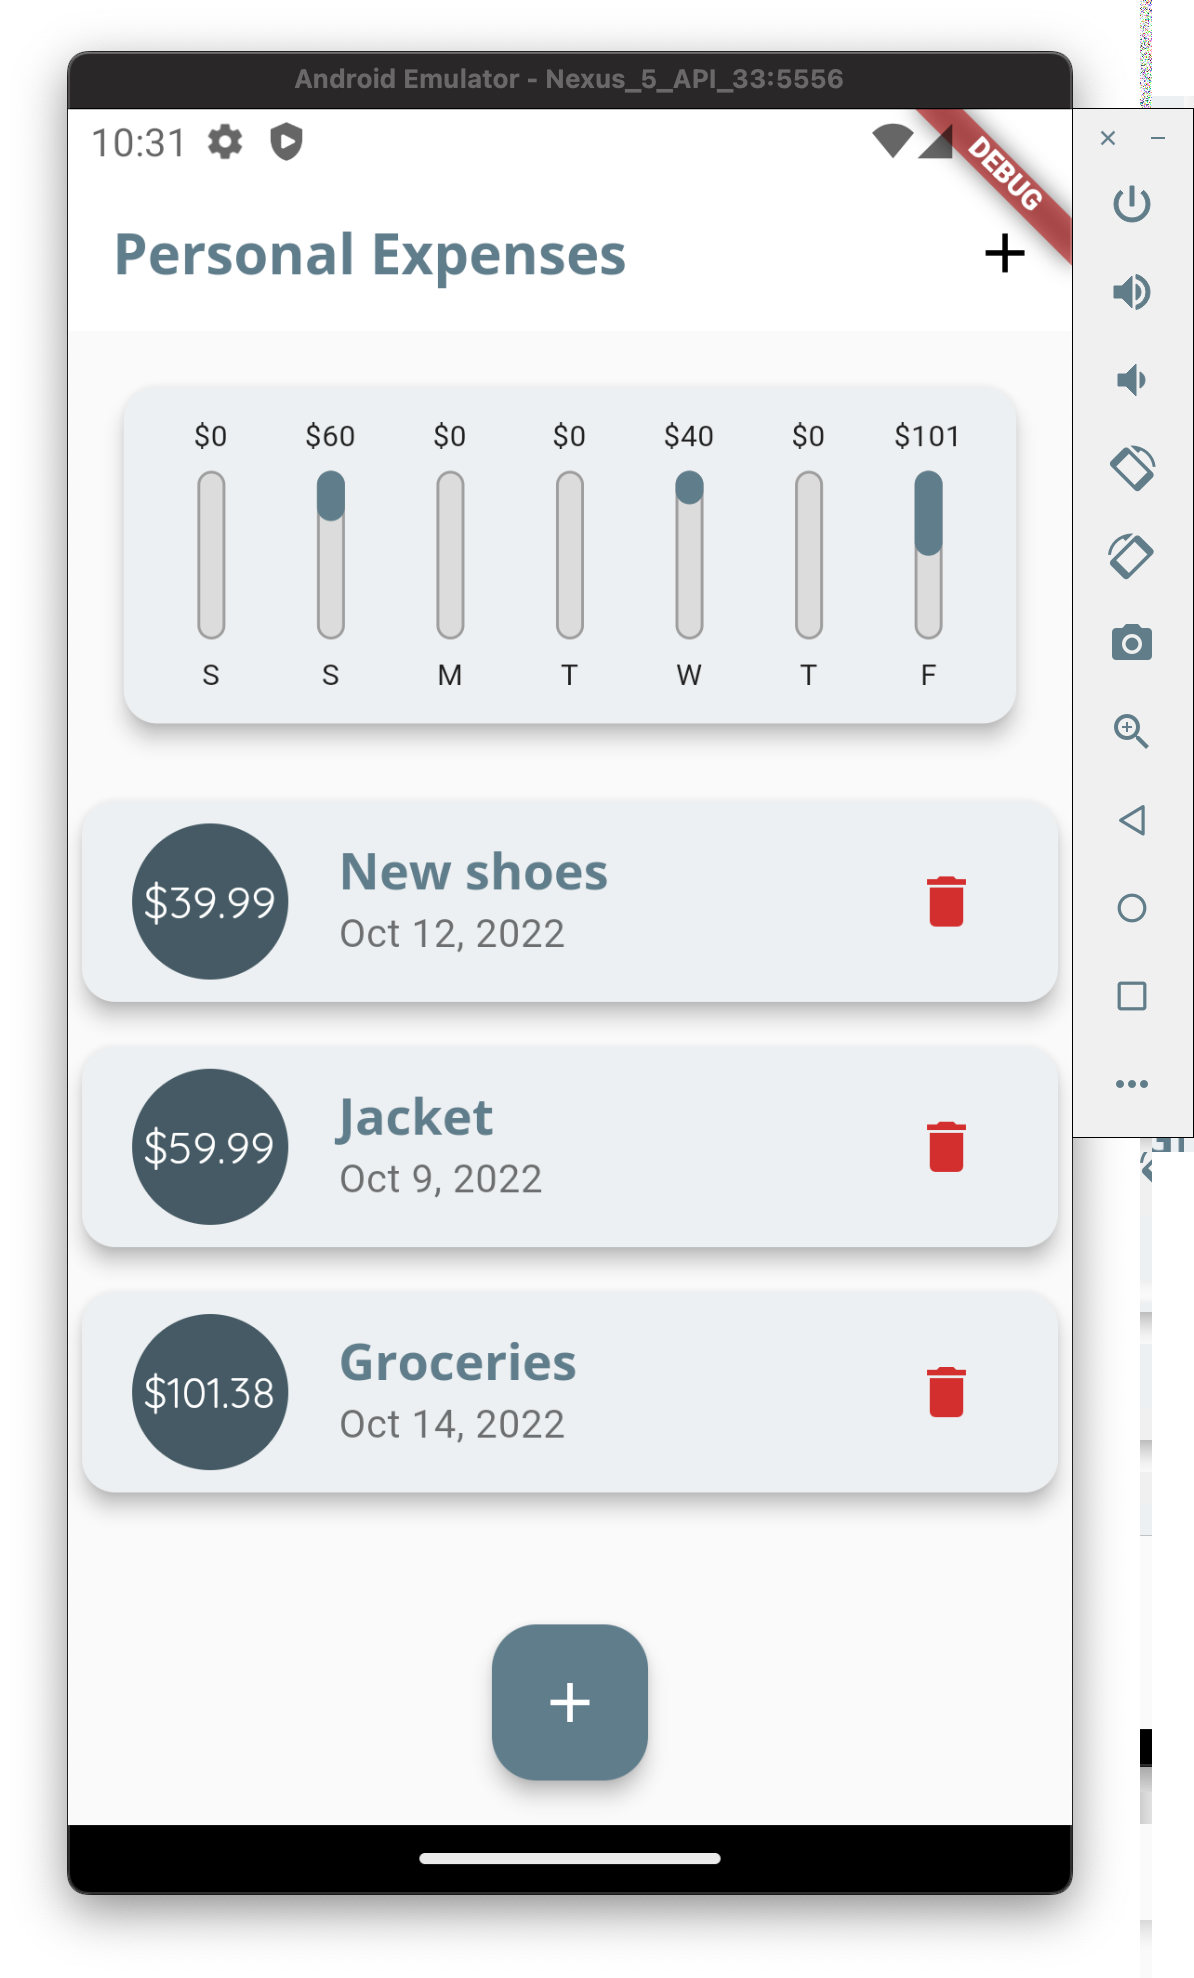 Android Emulator - Nexus_5_API_33:5556
10:31
DEBUG
Personal Expenses
$0 $60 $0 $0 $40 $0 $101
S S M T W T F
$39.99
New shoes
Oct 12, 2022
$59.99
Jacket
Oct 9, 2022
$101.38
Groceries
Oct 14, 2022